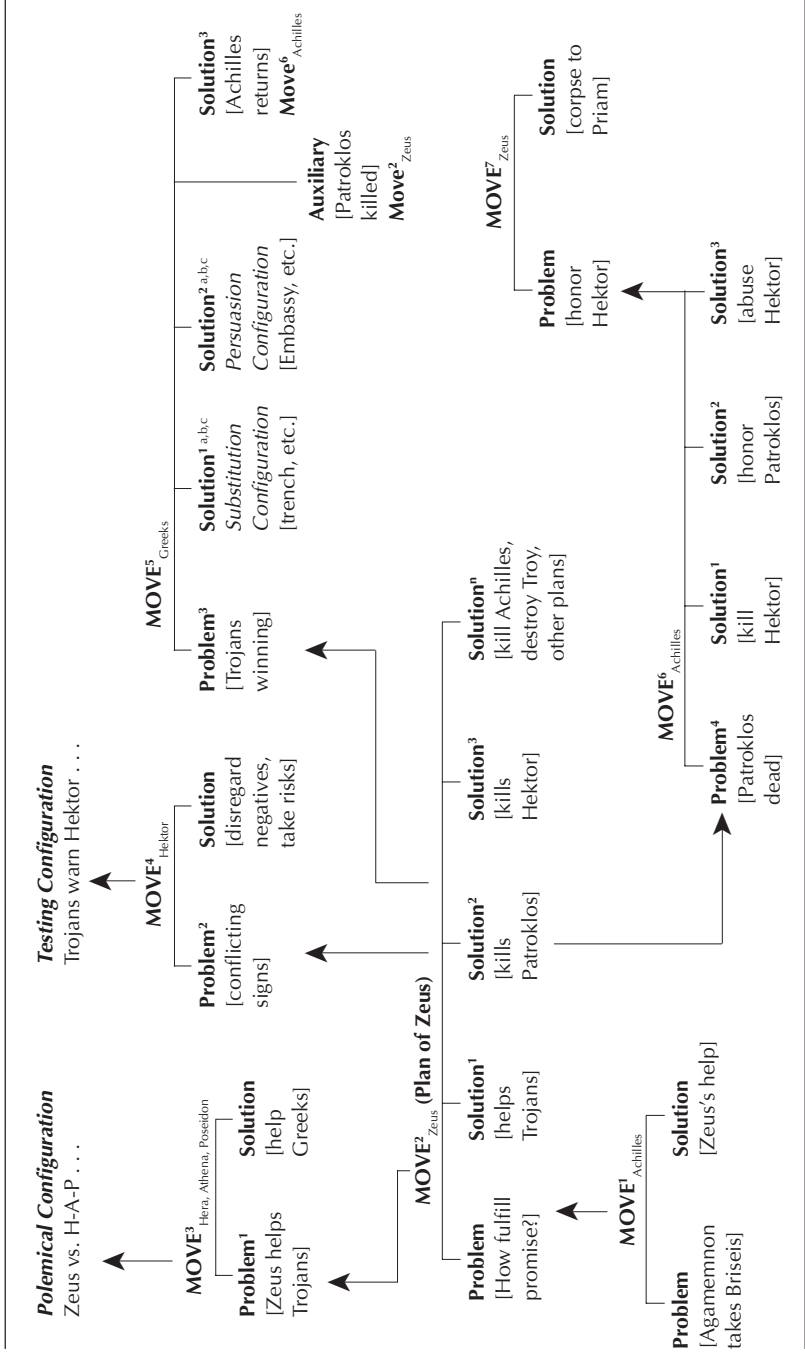 Polemical Configuration
Zeus vs. H-A-P . . .
MOVE³ Hera, Athena, Poseidon
Problem¹
[Zeus helps
Trojans]
Solution
[help
Greeks]
Testing Configuration
Trojans warn Hektor . . .
MOVE⁴ Hektor
Problem²
[conflicting
signs]
Solution
[disregard
negatives,
take risks]
MOVE⁵ Greeks
Problem³
[Trojans
winning]
Solution¹ a,b,c
Substitution
Configuration
[trench, etc.]
Solution² a,b,c
Persuasion
Configuration
[Embassy, etc.]
Auxiliary
[Patroklos
killed]
Move² Zeus
Solution³
[Achilles
returns]
Move⁶ Achilles
MOVE² Zeus (Plan of Zeus)
Problem
[How fulfill
promise?]
Solution¹
[helps
Trojans]
Solution²
[kills
Patroklos]
Solution³
[kills
Hektor]
Solutionⁿ
[kill Achilles,
destroy Troy,
other plans]
MOVE⁷ Zeus
Problem
[honor
Hektor]
Solution
[corpse to
Priam]
MOVE¹ Achilles
Problem
[Agamemnon
takes Briseis]
Solution
[Zeus's help]
MOVE⁶ Achilles
Problem⁴
[Patroklos
dead]
Solution¹
[kill
Hektor]
Solution²
[honor
Patroklos]
Solution³
[abuse
Hektor]